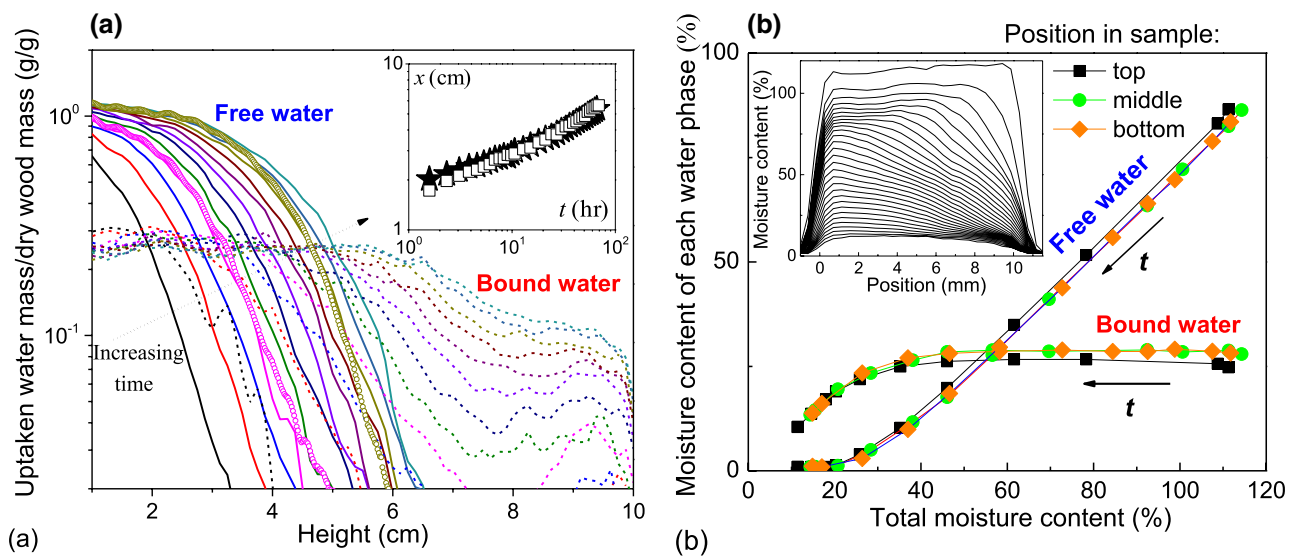 (a)
Uptaken water mass/dry wood mass (g/g)
10⁰
10⁻¹
Free water
Bound water
Increasing
time
x (cm)
10
1
t (hr)
10⁰ 10¹ 10²
2 4 6 8 10
Height (cm)
(a)
(b)
Position in sample:
top
middle
bottom
Moisture content of each water phase (%)
100
50
0
Moisture content (%)
100
50
0
0 2 4 6 8 10
Position (mm)
Free water
t
Bound water
t
0 20 40 60 80 100 120
Total moisture content (%)
(b)